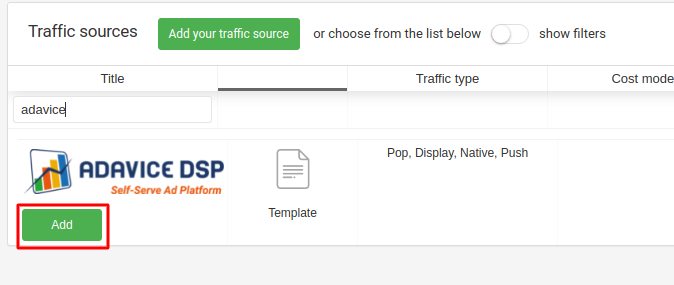 Traffic sources Add your traffic source or choose from the list below show filters
Title Traffic type Cost mode
adavice
ADAVICE DSP Pop, Display, Native, Push
Self-Serve Ad Platform
Template
Add